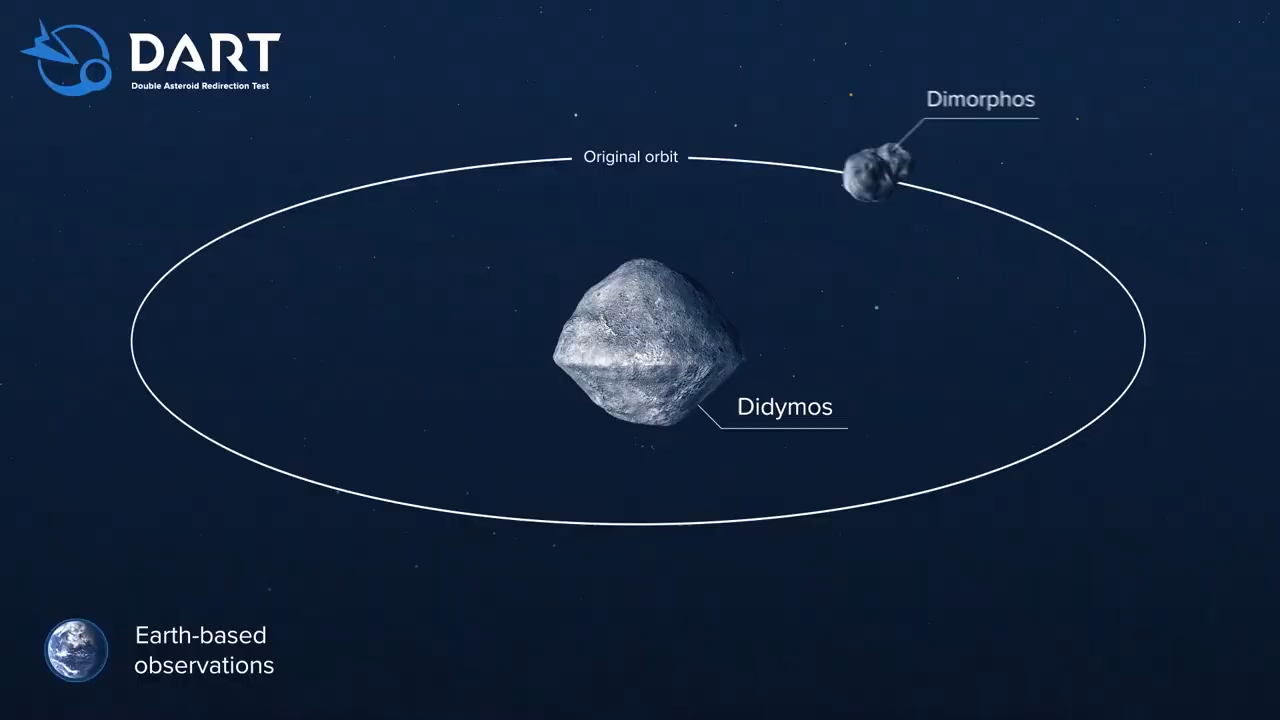 DART
Double Asteroid Redirection Test
Dimorphos
Original orbit
Didymos
Earth-based
observations